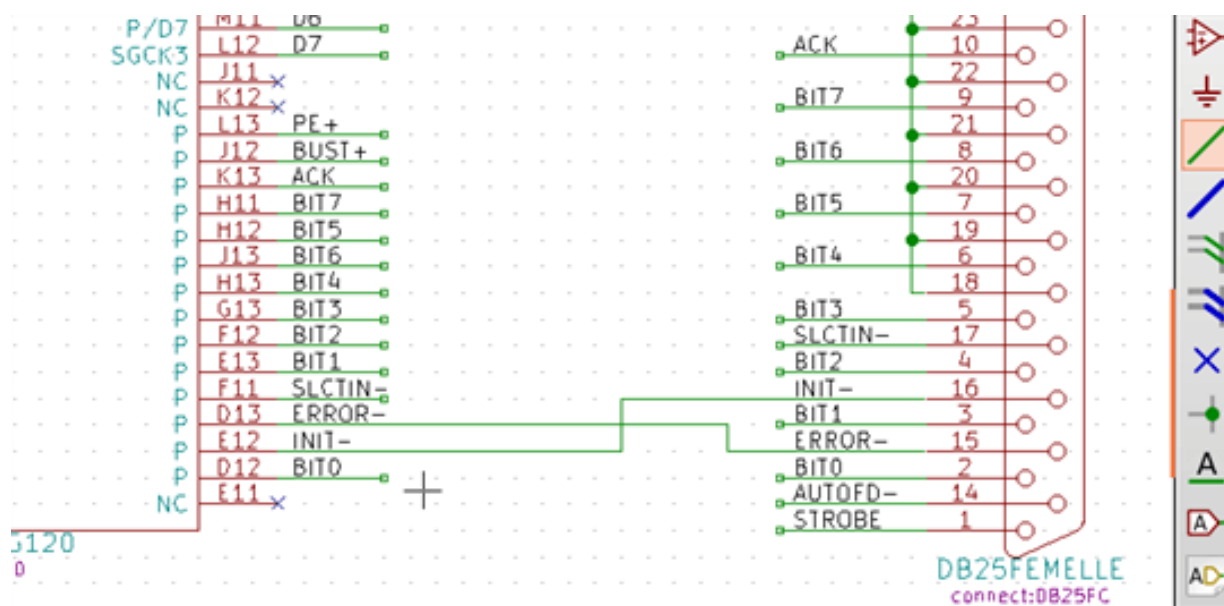 M11 D6
P/D7 L12 D7
SGCK3 J11
NC K12
NC L13 PE+
P J12 BUST+
P K13 ACK
P H11 BIT7
P H12 BIT5
P J13 BIT6
P H13 BIT4
P G13 BIT3
P F12 BIT2
P E13 BIT1
P F11 SLCTIN-
P D13 ERROR-
P E12 INIT-
P D12 BIT0
P E11
NC
23
ACK 10
22
BIT7 9
21
BIT6 8
20
BIT5 7
19
BIT4 6
18
BIT3 5
SLCTIN- 17
BIT2 4
INIT- 16
BIT1 3
ERROR- 15
BIT0 2
AUTOFD- 14
STROBE 1
DB25FEMELLE
connect:DB25FC
A
A
A